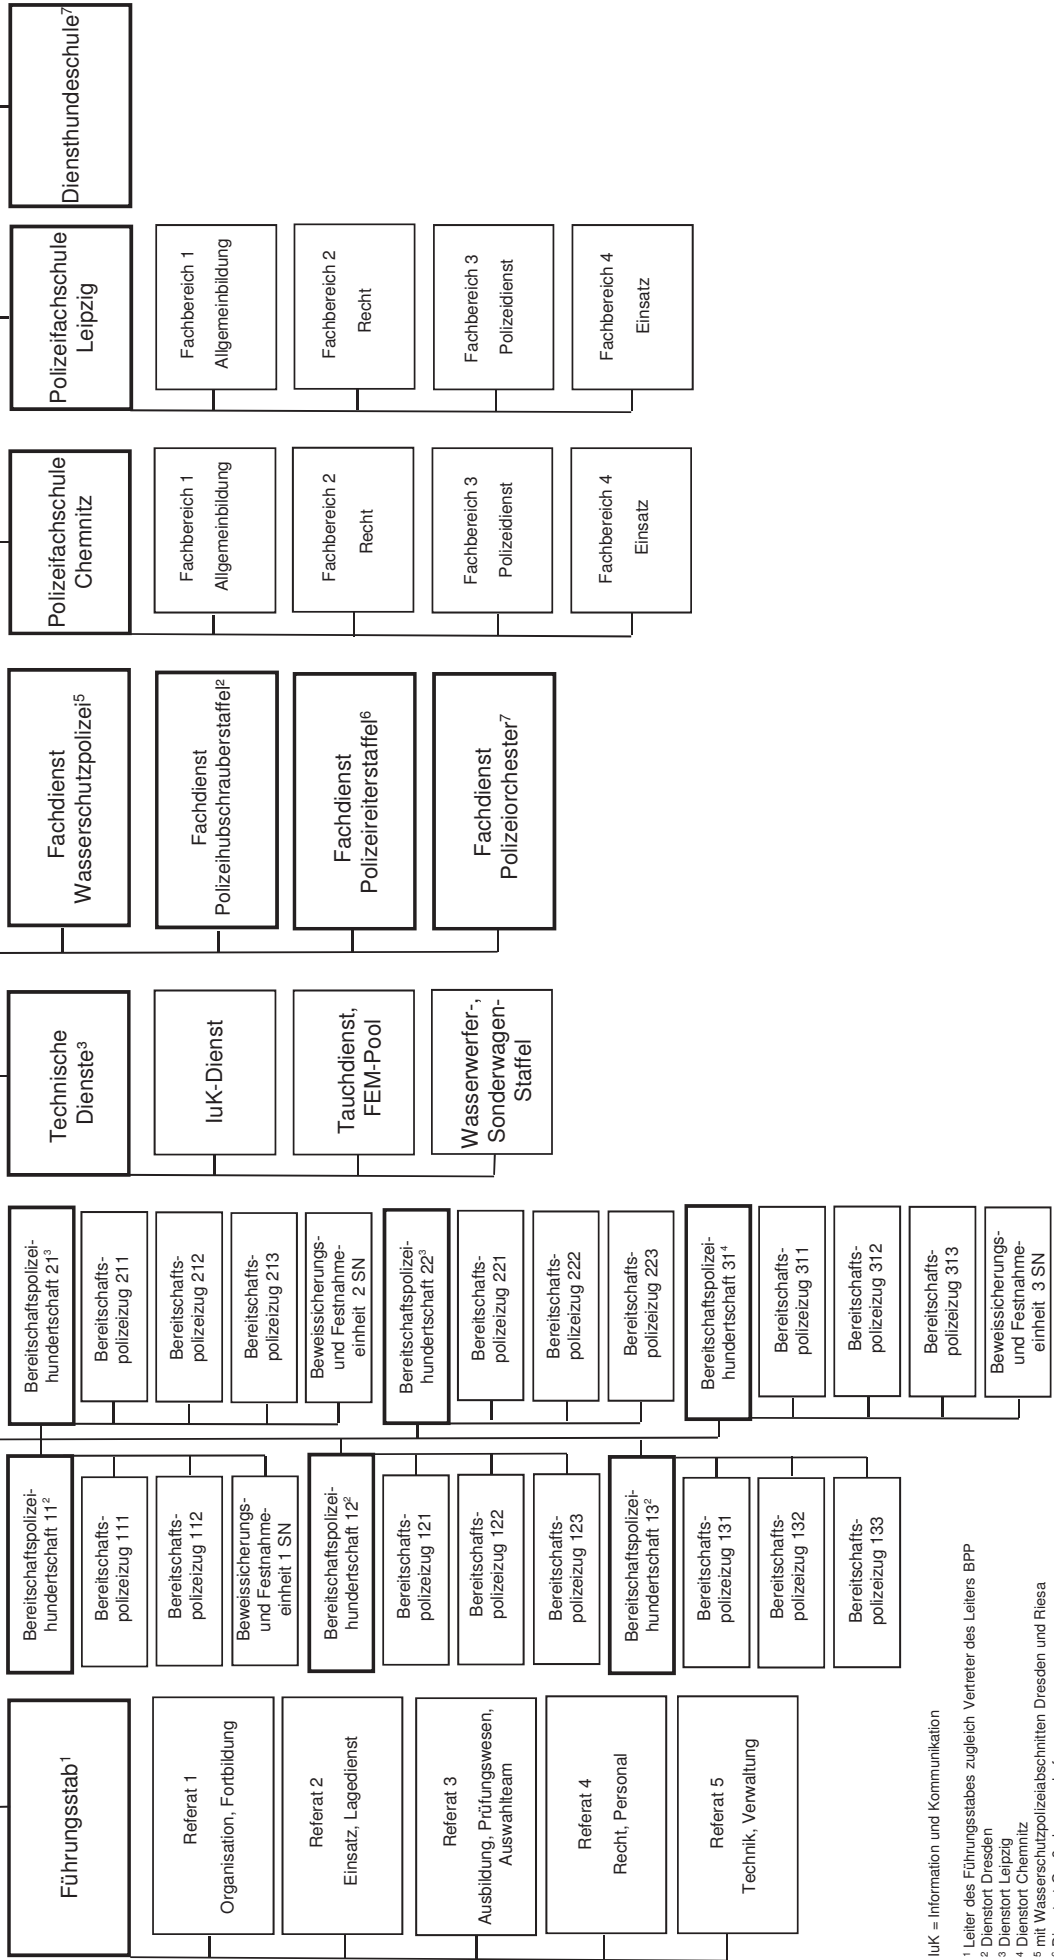 Führungsstab¹
Referat 1
Organisation, Fortbildung
Referat 2
Einsatz, Lagedienst
Referat 3
Ausbildung, Prüfungswesen,
Auswahlteam
Referat 4
Recht, Personal
Referat 5
Technik, Verwaltung
Bereitschaftspolizei-
hundertschaft 11²
Bereitschafts-
polizeizug 111
Bereitschafts-
polizeizug 112
Beweissicherungs-
und Festnahme-
einheit 1 SN
Bereitschaftspolizei-
hundertschaft 12²
Bereitschafts-
polizeizug 121
Bereitschafts-
polizeizug 122
Bereitschafts-
polizeizug 123
Bereitschaftspolizei-
hundertschaft 13²
Bereitschafts-
polizeizug 131
Bereitschafts-
polizeizug 132
Bereitschafts-
polizeizug 133
Bereitschaftspolizei-
hundertschaft 21³
Bereitschafts-
polizeizug 211
Bereitschafts-
polizeizug 212
Bereitschafts-
polizeizug 213
Beweissicherungs-
und Festnahme-
einheit 2 SN
Bereitschaftspolizei-
hundertschaft 22³
Bereitschafts-
polizeizug 221
Bereitschafts-
polizeizug 222
Bereitschafts-
polizeizug 223
Bereitschaftspolizei-
hundertschaft 31⁴
Bereitschafts-
polizeizug 311
Bereitschafts-
polizeizug 312
Bereitschafts-
polizeizug 313
Beweissicherungs-
und Festnahme-
einheit 3 SN
Technische
Dienste³
IuK-Dienst
Tauchdienst,
FEM-Pool
Wasserwerfer-,
Sonderwagen-
Staffel
Fachdienst
Wasserschutzpolizei⁵
Fachdienst
Polizeihubschrauberstaffel²
Fachdienst
Polizeireiterstaffel⁶
Fachdienst
Polizeiorchester⁷
Polizeifachschule
Chemnitz
Fachbereich 1
Allgemeinbildung
Fachbereich 2
Recht
Fachbereich 3
Polizeidienst
Fachbereich 4
Einsatz
Polizeifachschule
Leipzig
Fachbereich 1
Allgemeinbildung
Fachbereich 2
Recht
Fachbereich 3
Polizeidienst
Fachbereich 4
Einsatz
Diensthundeschule⁷
IuK = Information und Kommunikation
¹ Leiter des Führungsstabes zugleich Vertreter des Leiters BPP
² Dienstort Dresden
³ Dienstort Leipzig
⁴ Dienstort Chemnitz
⁵ mit Wasserschutzpolizeiabschnitten Dresden und Riesa